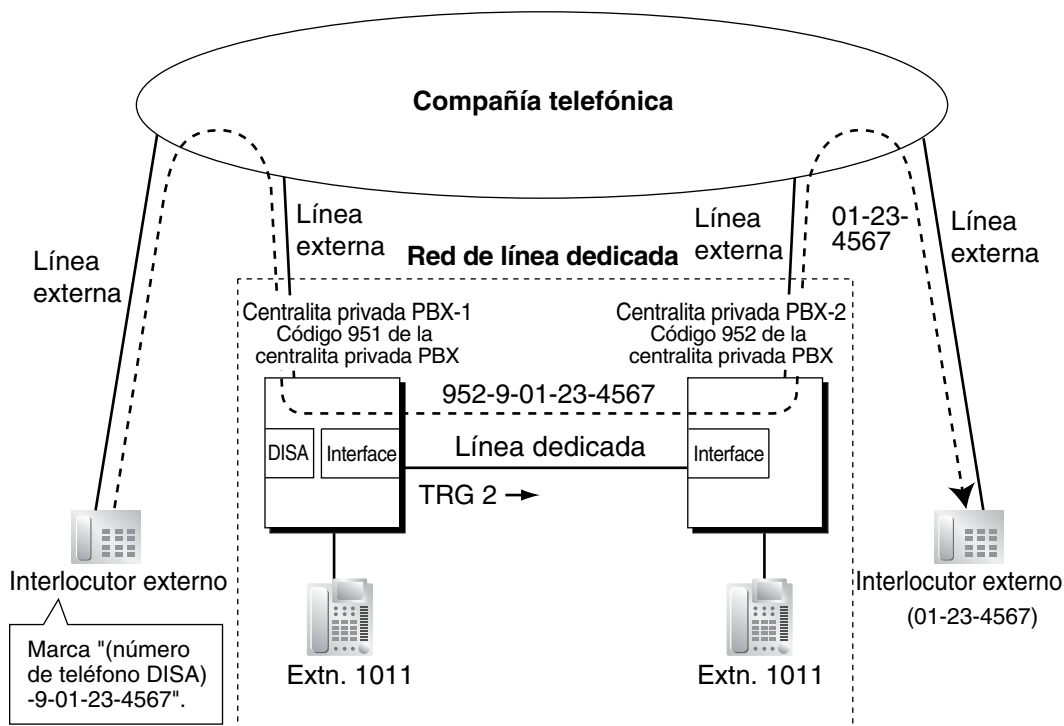 Compañía telefónica
Línea
externa
Línea
externa
Red de línea dedicada
Línea
externa
01-23-
4567
Línea
externa
Centralita privada PBX-1
Código 951 de la
centralita privada PBX
Centralita privada PBX-2
Código 952 de la
centralita privada PBX
952-9-01-23-4567
DISA
Interface
Línea dedicada
Interface
TRG 2
Interlocutor externo
Interlocutor externo
(01-23-4567)
Marca "(número
de teléfono DISA)
-9-01-23-4567".
Extn. 1011
Extn. 1011